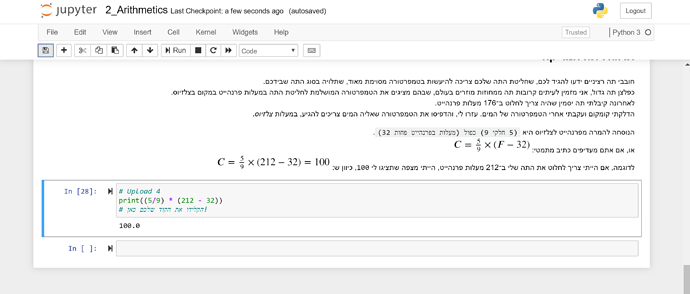 jupyter 2_Arithmetics Last Checkpoint: a few seconds ago (autosaved)
Logout
File Edit View Insert Cell Kernel Widgets Help
Trusted Python 3
Run Code
חובבי תה רציניים ידעו להגיד לכם, שחליטת התה שלכם צריכה להיעשות בטמפרטורה מסוימת מאוד, שתלויה בסוג התה שבידכם.
כפלצן תה גדול, אני מזמין לעיתים קרובות תה ממחוזות מוזרים בעולם, שבהם מציגים את הטמפרטורה המושלמת לחליטת התה במעלות פרנהייט במקום בצלזיוס.
לאחרונה קיבלתי תה יסמין שהיה צריך לחלוט ב־176 מעלות פרנהייט.
הדלקתי קומקום ועקבתי אחרי הטמפרטורה של המים. עזרו לי, והדפיסו את הטמפרטורה שאליה המים צריכים להגיע, במעלות צלזיוס.
הנוסחה להמרה מפרנהייט לצלזיוס היא (5 חלקי 9) כפול (מעלות בפרנהייט פחות 32).
או, אם אתם מעדיפים כתיב מתמטי: C = 5/9 × (F − 32)
לדוגמה, אם הייתי צריך לחלוט את התה שלי ב־212 מעלות פרנהייט, הייתי מצפה שתציגו לי 100, כיוון ש: C = 5/9 × (212 − 32) = 100
In [28]: # Upload 4
print((5/9) * (212 - 32))
# הקלידו את הקוד שלכם כאן!
100.0
In [ ]: